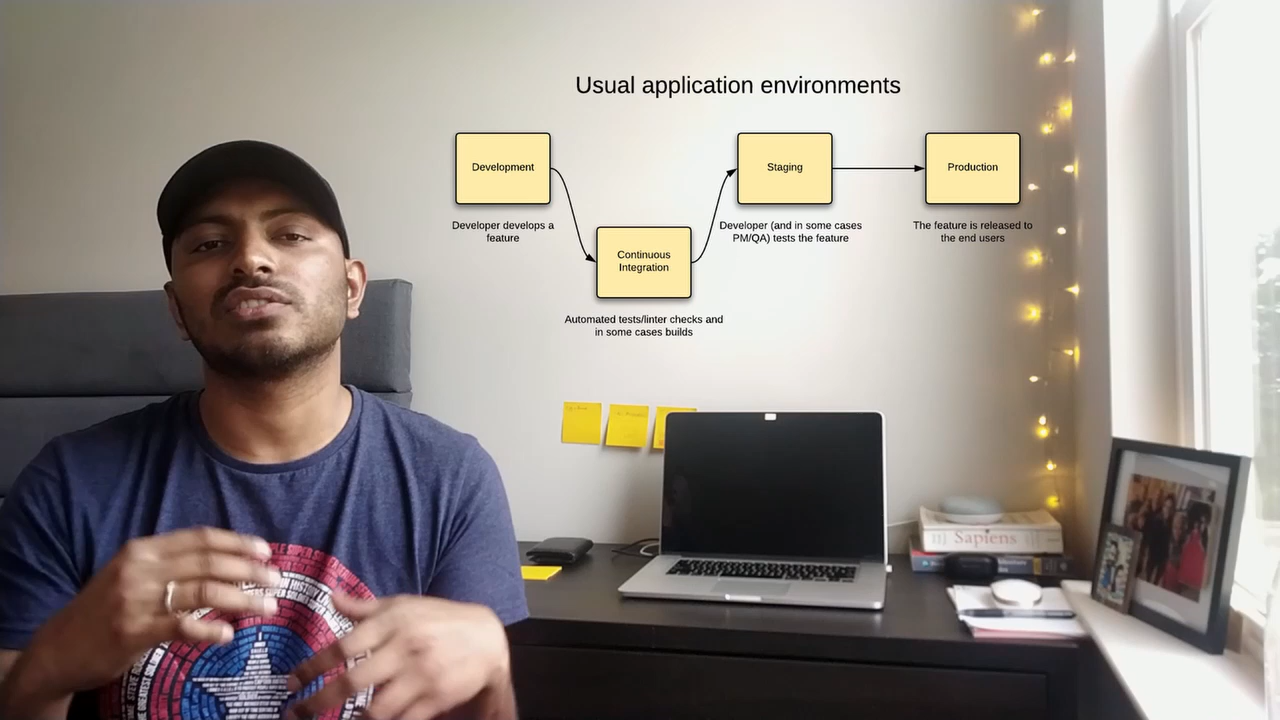 Usual application environments
Development
Staging
Production
Developer develops a
feature
Developer (and in some cases
PM/QA) tests the feature
The feature is released to
the end users
Continuous
Integration
Automated tests/linter checks and
in some cases builds
Sapiens